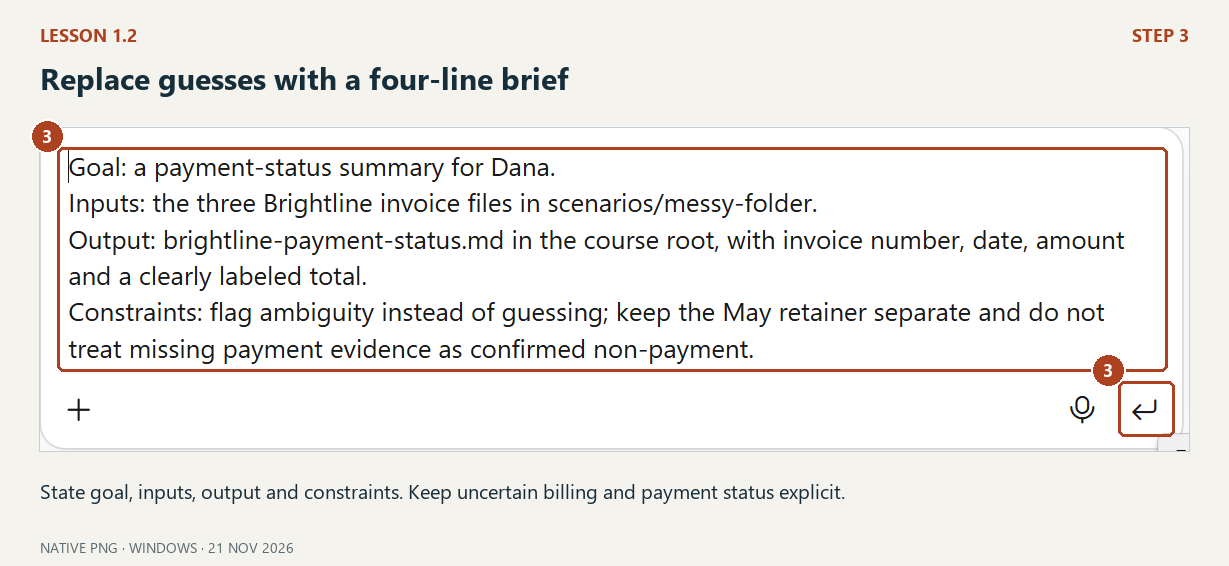 LESSON 1.2
STEP 3
Replace guesses with a four-line brief
3
Goal: a payment-status summary for Dana.
Inputs: the three Brightline invoice files in scenarios/messy-folder.
Output: brightline-payment-status.md in the course root, with invoice number, date, amount
and a clearly labeled total.
Constraints: flag ambiguity instead of guessing; keep the May retainer separate and do not
treat missing payment evidence as confirmed non-payment.
3
State goal, inputs, output and constraints. Keep uncertain billing and payment status explicit.
NATIVE PNG · WINDOWS · 21 NOV 2026